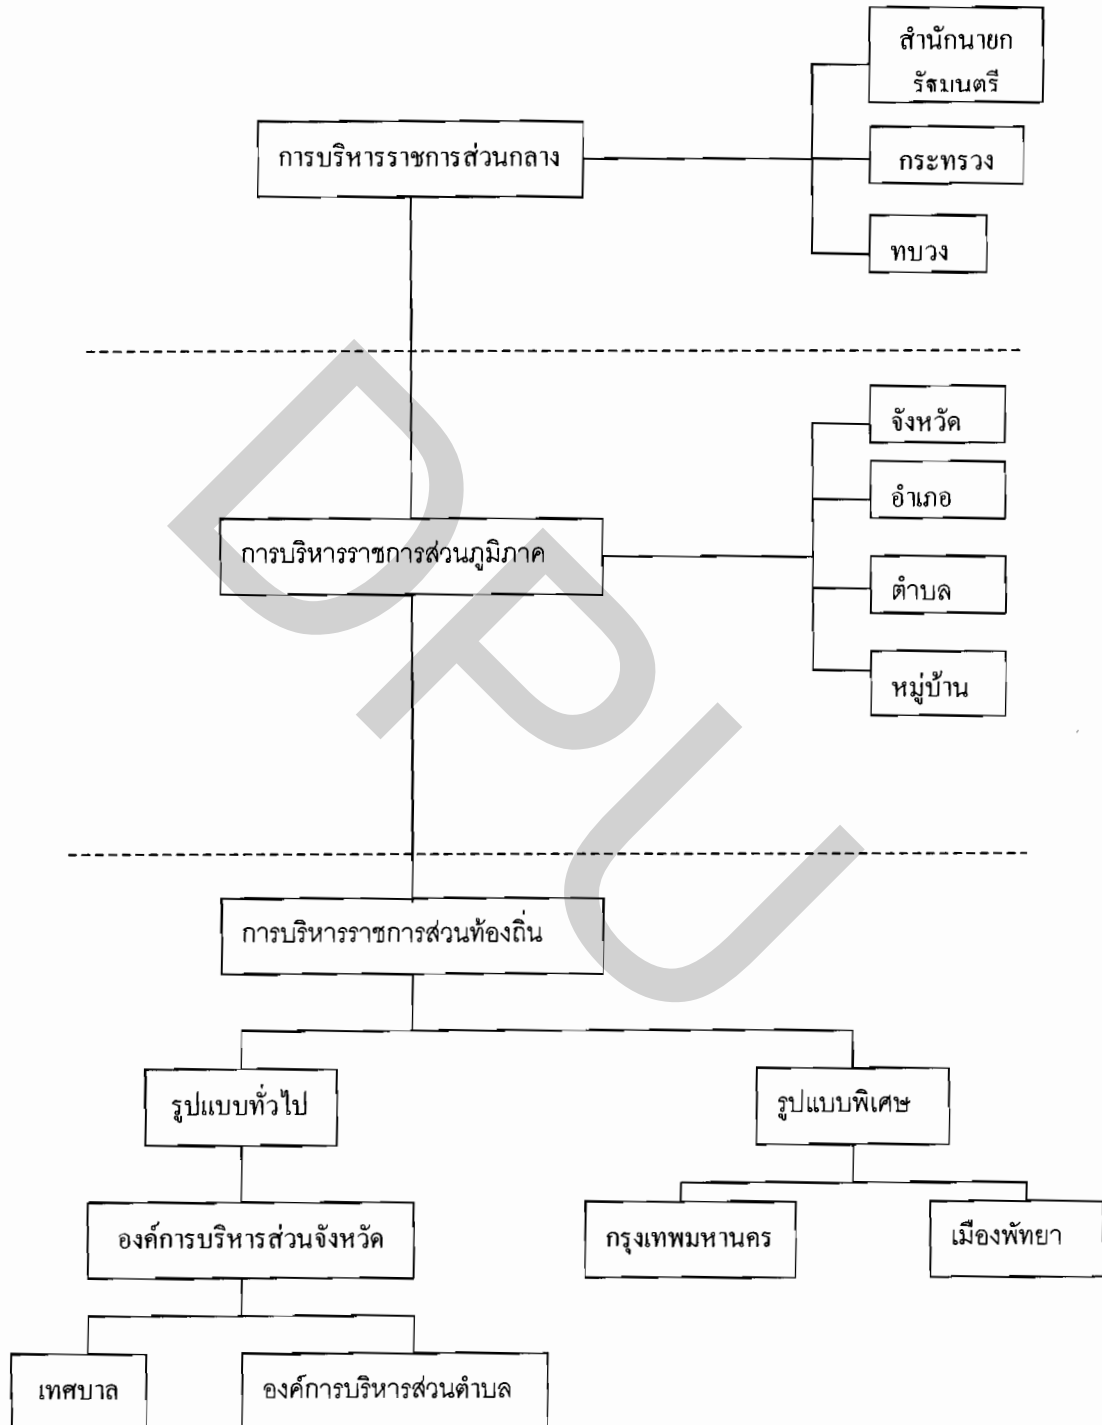 สำนักนายก
รัฐมนตรี
การบริหารราชการส่วนกลาง
กระทรวง
ทบวง
จังหวัด
อำเภอ
การบริหารราชการส่วนภูมิภาค
ตำบล
หมู่บ้าน
DPU
การบริหารราชการส่วนท้องถิ่น
รูปแบบทั่วไป
รูปแบบพิเศษ
องค์การบริหารส่วนจังหวัด
กรุงเทพมหานคร
เมืองพัทยา
เทศบาล
องค์การบริหารส่วนตำบล